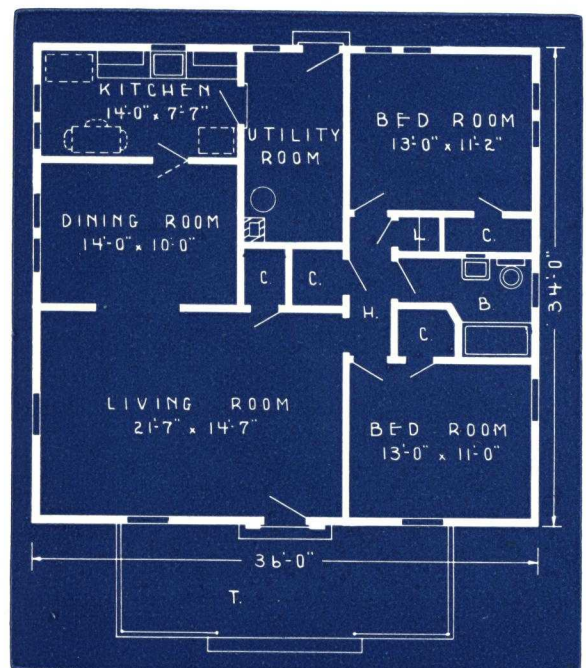 KITCHEN
14'-0" x 7'-7"
UTILITY
ROOM
BED ROOM
13'-0" x 11'-2"
DINING ROOM
14'-0" x 10'-0"
L.
C.
C.
C.
H.
B
C.
34'-0"
LIVING ROOM
21'-7" x 14'-7"
BED ROOM
13'-0" x 11'-0"
36'-0"
T.